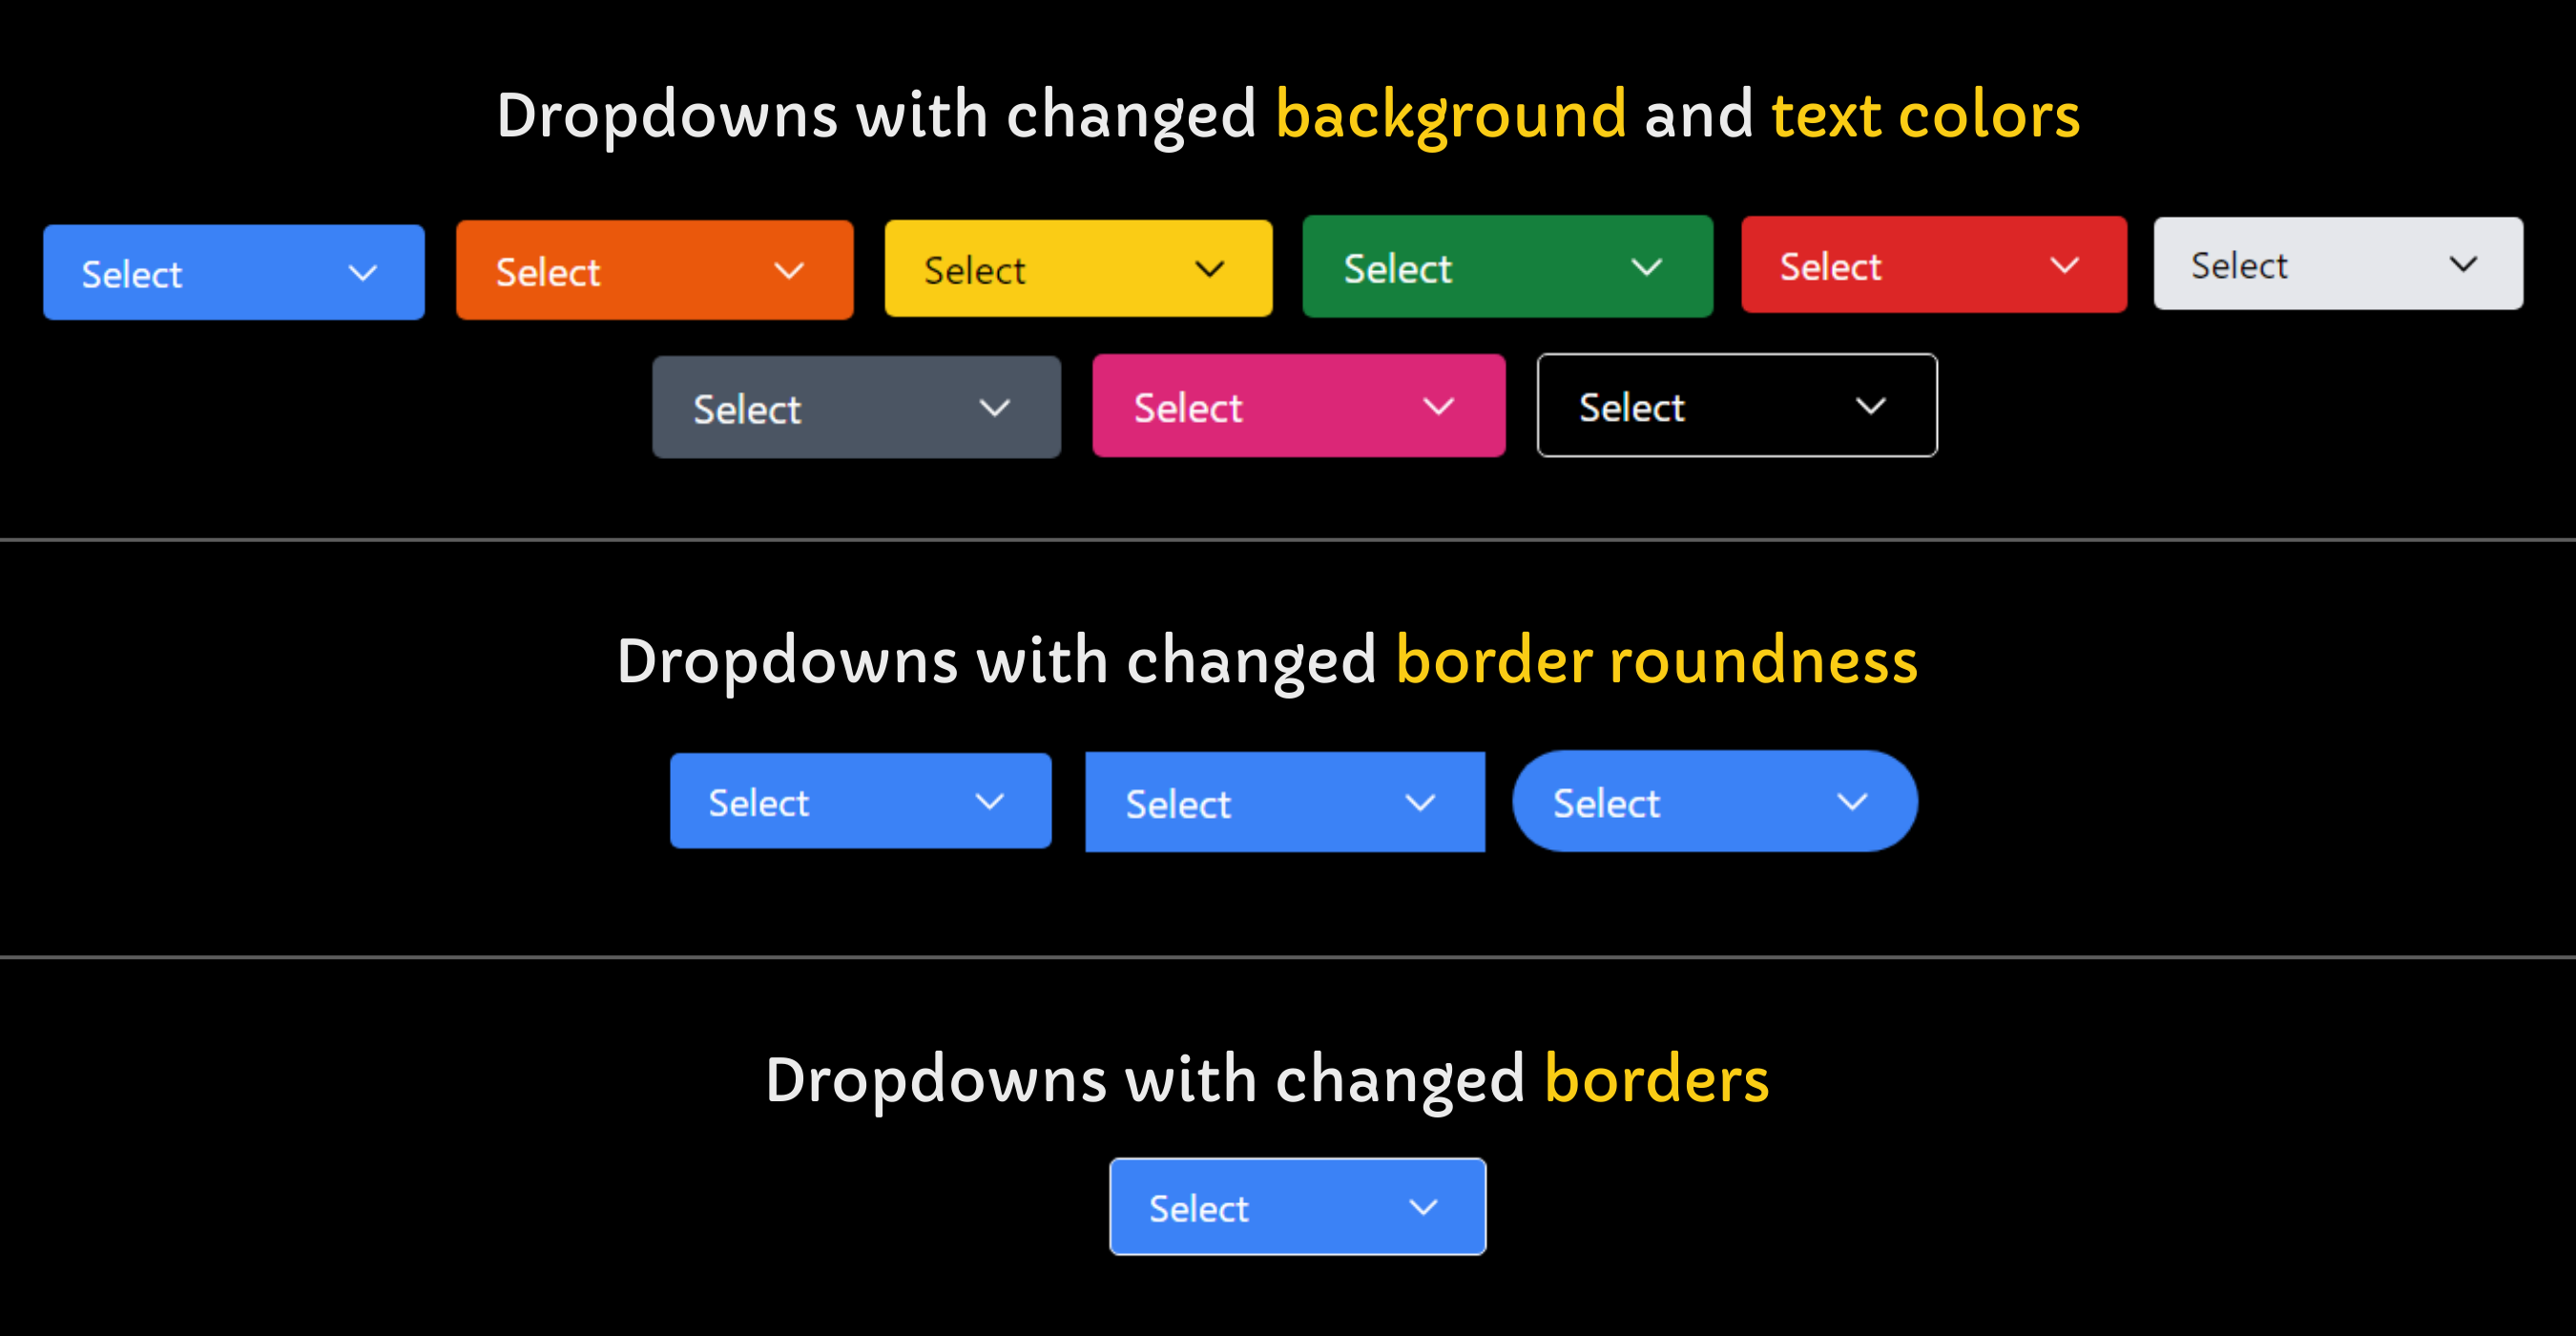 Dropdowns with changed background and text colors
Select Select Select Select Select Select
Select Select Select
Dropdowns with changed border roundness
Select Select Select
Dropdowns with changed borders
Select